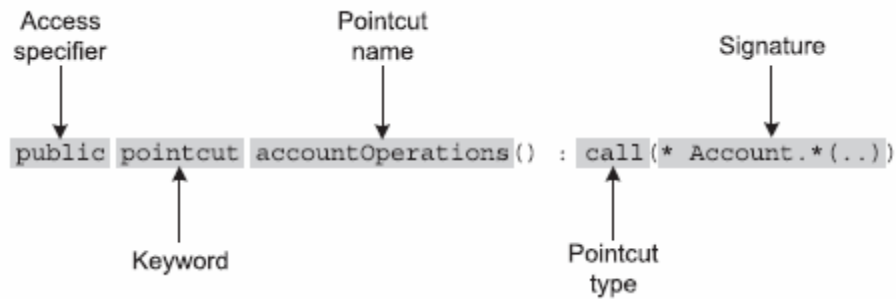 Access
specifier
Pointcut
name
Signature
public pointcut accountOperations() : call(* Account.*(..))
Keyword
Pointcut
type